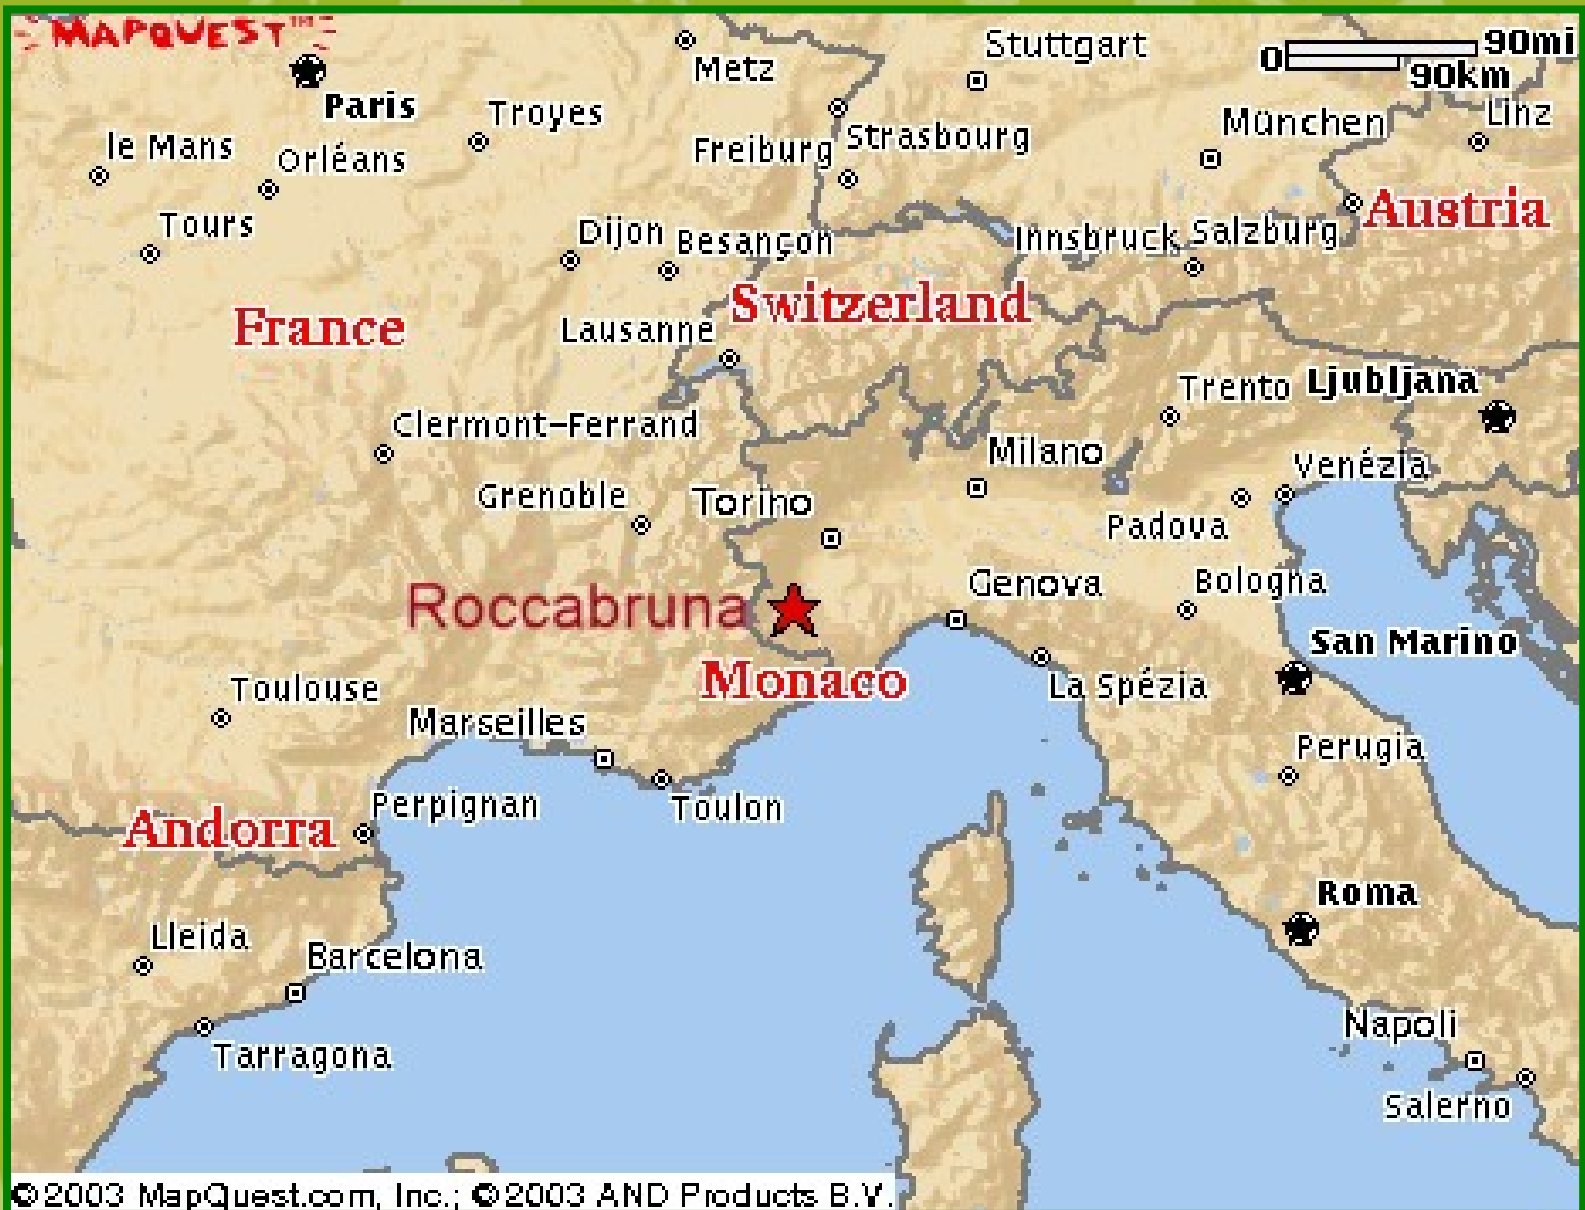 MAPQUEST™
Stuttgart
0 90mi
90km
Metz
Paris
Troyes
München
Linz
le Mans
Orléans
Freiburg
Strasbourg
Tours
Dijon
Besançon
Innsbruck
Salzburg
Austria
France
Lausanne
Switzerland
Trento
Ljubljana
Clermont-Ferrand
Milano
Venézia
Grenoble
Torino
Padova
Roccabruna
Genova
Bologna
San Marino
Monaco
La Spézia
Toulouse
Marseilles
Perugia
Andorra
Perpignan
Toulon
Roma
Lleida
Barcelona
Napoli
Tarragona
Salerno
©2003 MapQuest.com, Inc.; ©2003 AND Products B.V.